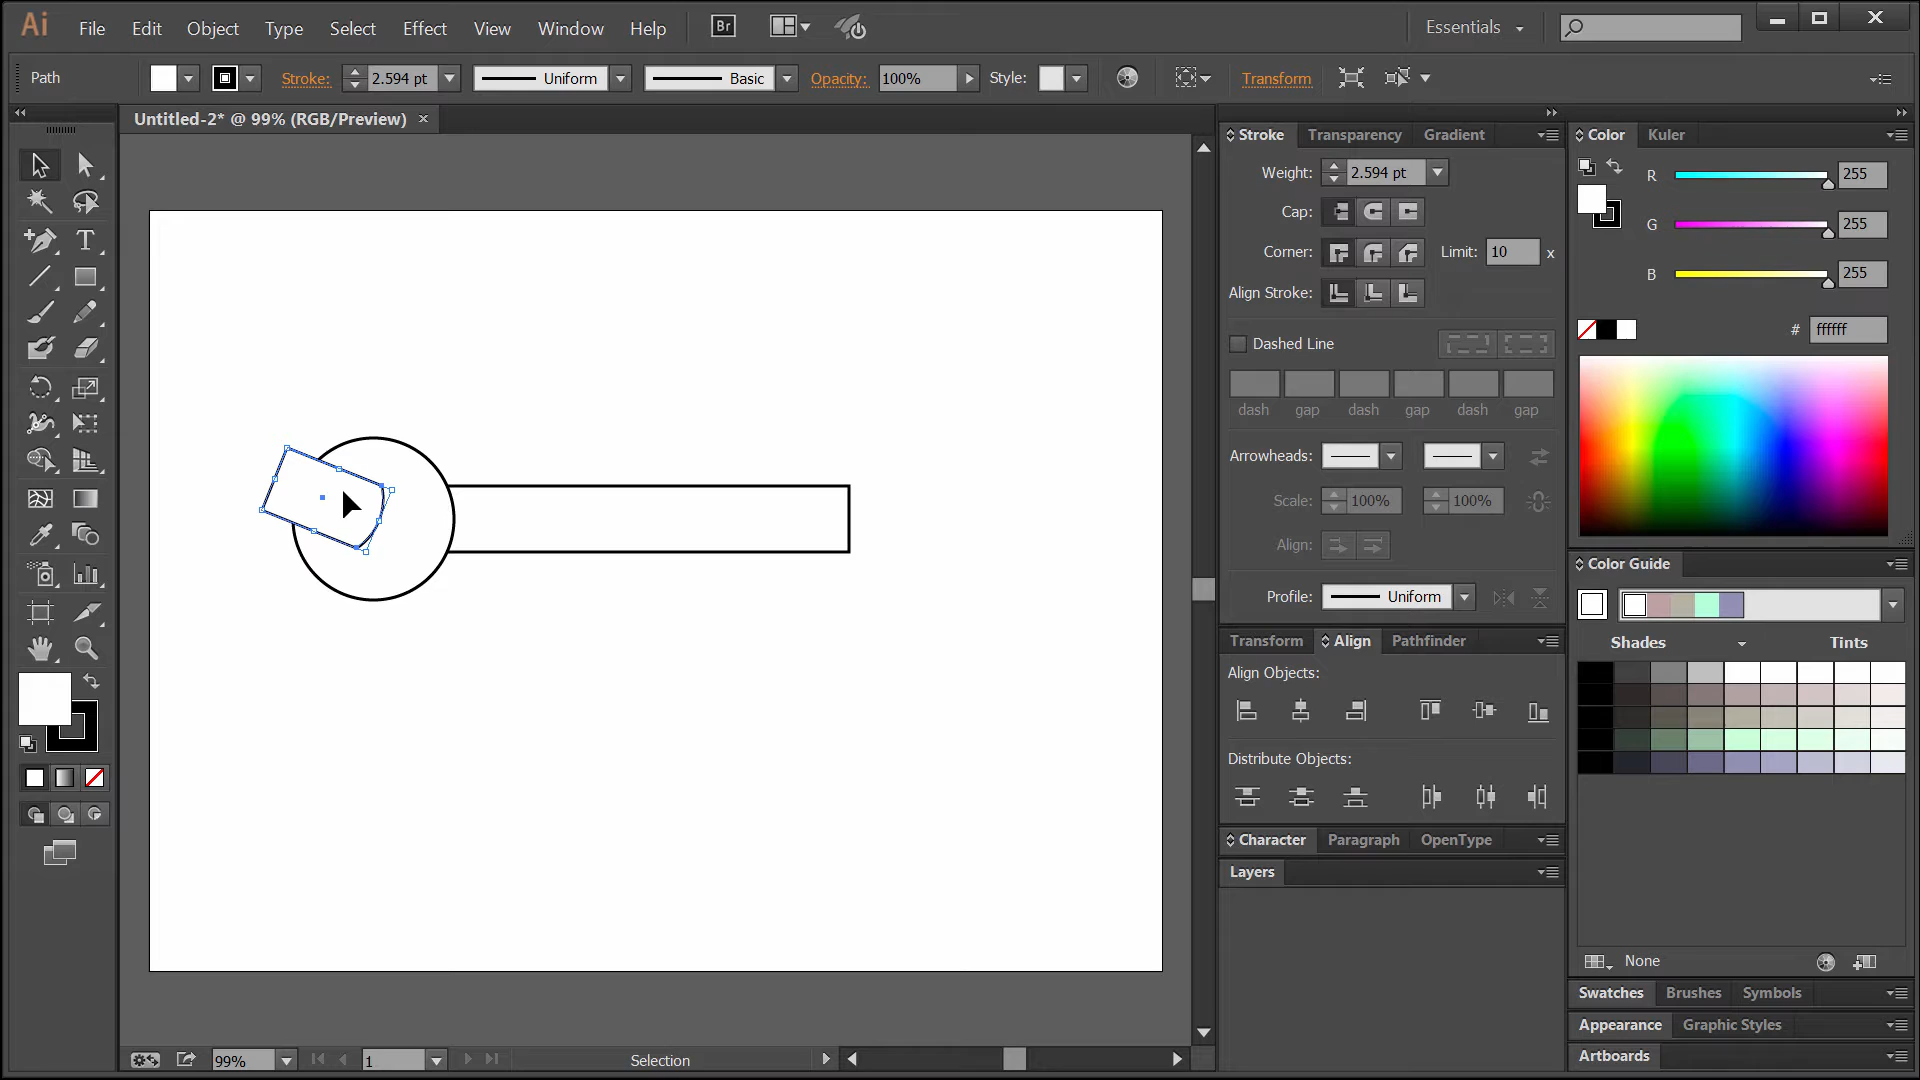 Ai File Edit Object Type Select Effect View Window Help Br Essentials
Path Stroke: 2.594 pt Uniform Basic Opacity: 100% Style: Transform
Untitled-2* @ 99% (RGB/Preview) ×
Stroke Transparency Gradient
Weight: 2.594 pt
Cap:
Corner: Limit: 10 x
Align Stroke:
Dashed Line
dash gap dash gap dash gap
Arrowheads:
Scale: 100% 100%
Align:
Profile: Uniform
Transform Align Pathfinder
Align Objects:
Distribute Objects:
Character Paragraph OpenType
Layers
Color Kuler
R 255
G 255
B 255
# ffffff
Color Guide
Shades Tints
None
Swatches Brushes Symbols
Appearance Graphic Styles
Artboards
99% 1 Selection